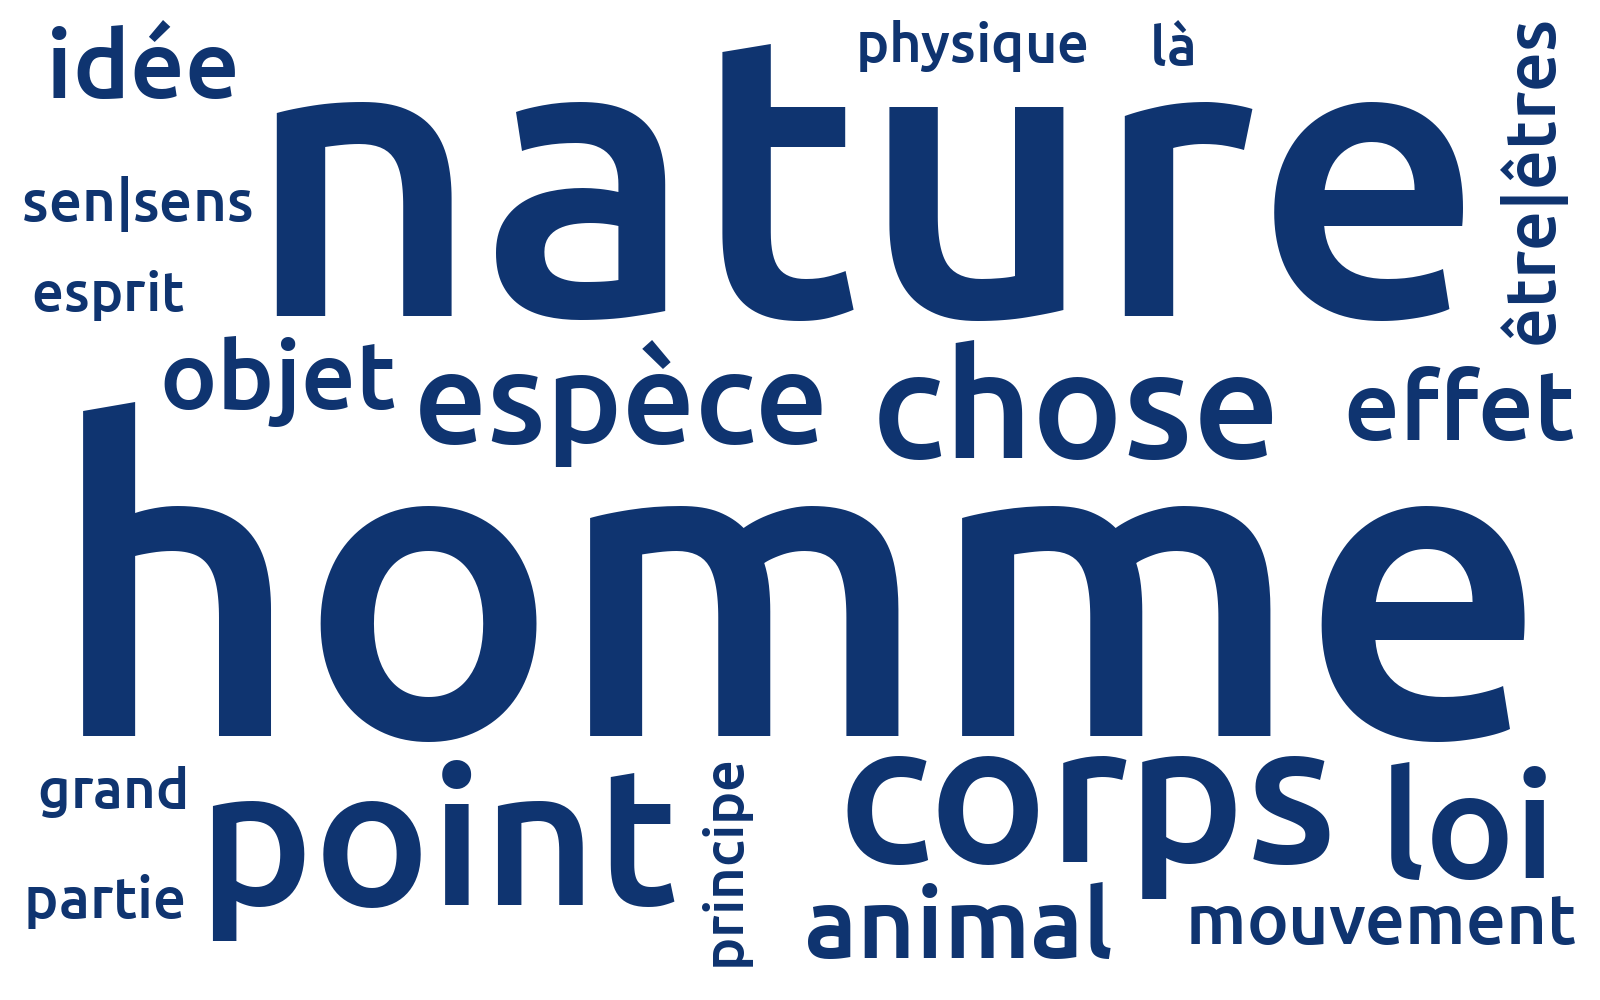 idée
physique
là
nature
être|êtres
sen|sens
esprit
objet
espèce
chose
effet
homme
grand
point
principe
corps
loi
partie
animal
mouvement